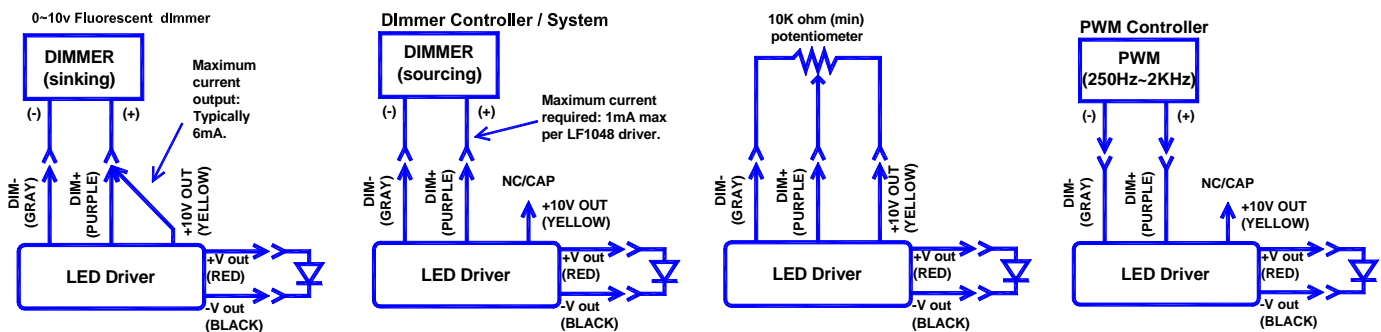 0~10v Fluorescent dImmer
DIMMER
(sinking)
Maximum
current
output:
Typically
6mA.
(-)
(+)
DIM-
(GRAY)
DIM+
(PURPLE)
+10V OUT
(YELLOW)
LED Driver
+V out
(RED)
-V out
(BLACK)
DImmer Controller / System
DIMMER
(sourcing)
(-)
(+)
Maximum current
required: 1mA max
per LF1048 driver.
DIM-
(GRAY)
DIM+
(PURPLE)
NC/CAP
+10V OUT
(YELLOW)
LED Driver
+V out
(RED)
-V out
(BLACK)
10K ohm (min)
potentiometer
DIM-
(GRAY)
DIM+
(PURPLE)
+10V OUT
(YELLOW)
LED Driver
+V out
(RED)
-V out
(BLACK)
PWM Controller
PWM
(250Hz~2KHz)
(-)
(+)
DIM-
(GRAY)
DIM+
(PURPLE)
NC/CAP
+10V OUT
(YELLOW)
LED Driver
+V out
(RED)
-V out
(BLACK)